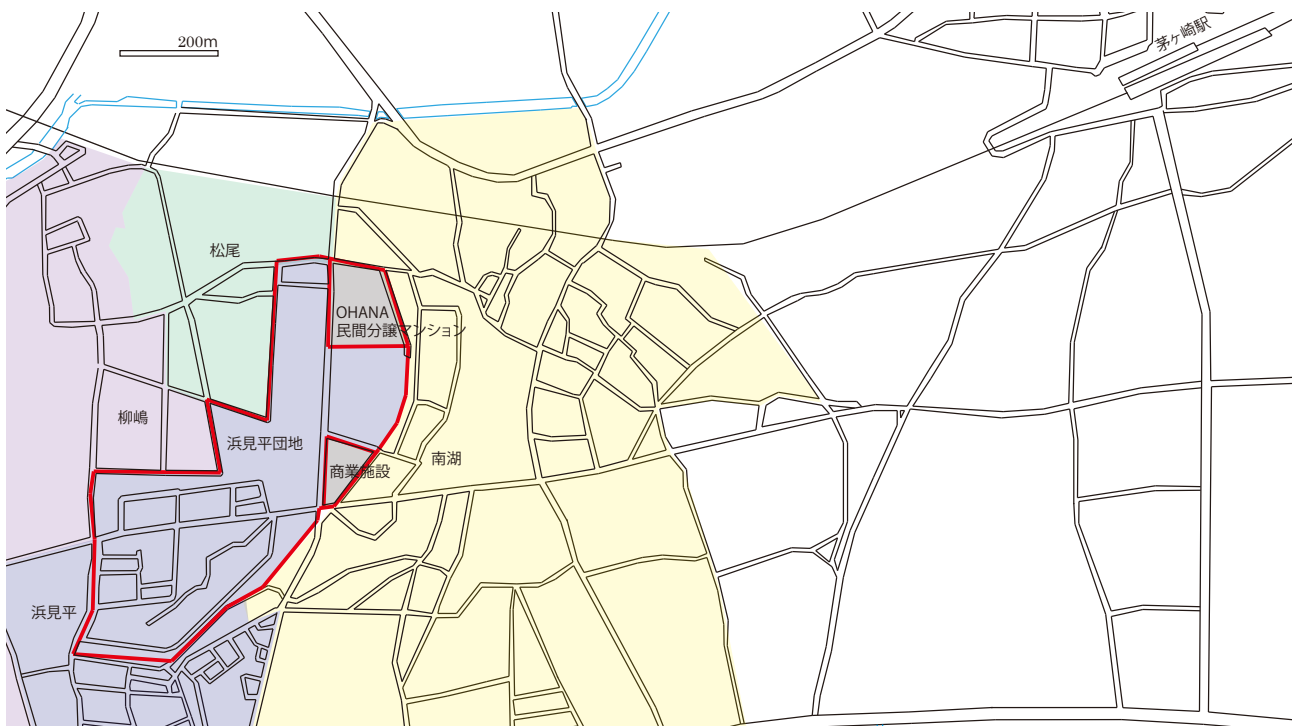 200m
茅ヶ崎駅
松尾
OHANA
民間分譲マンション
柳嶋
浜見平団地
南湖
商業施設
浜見平